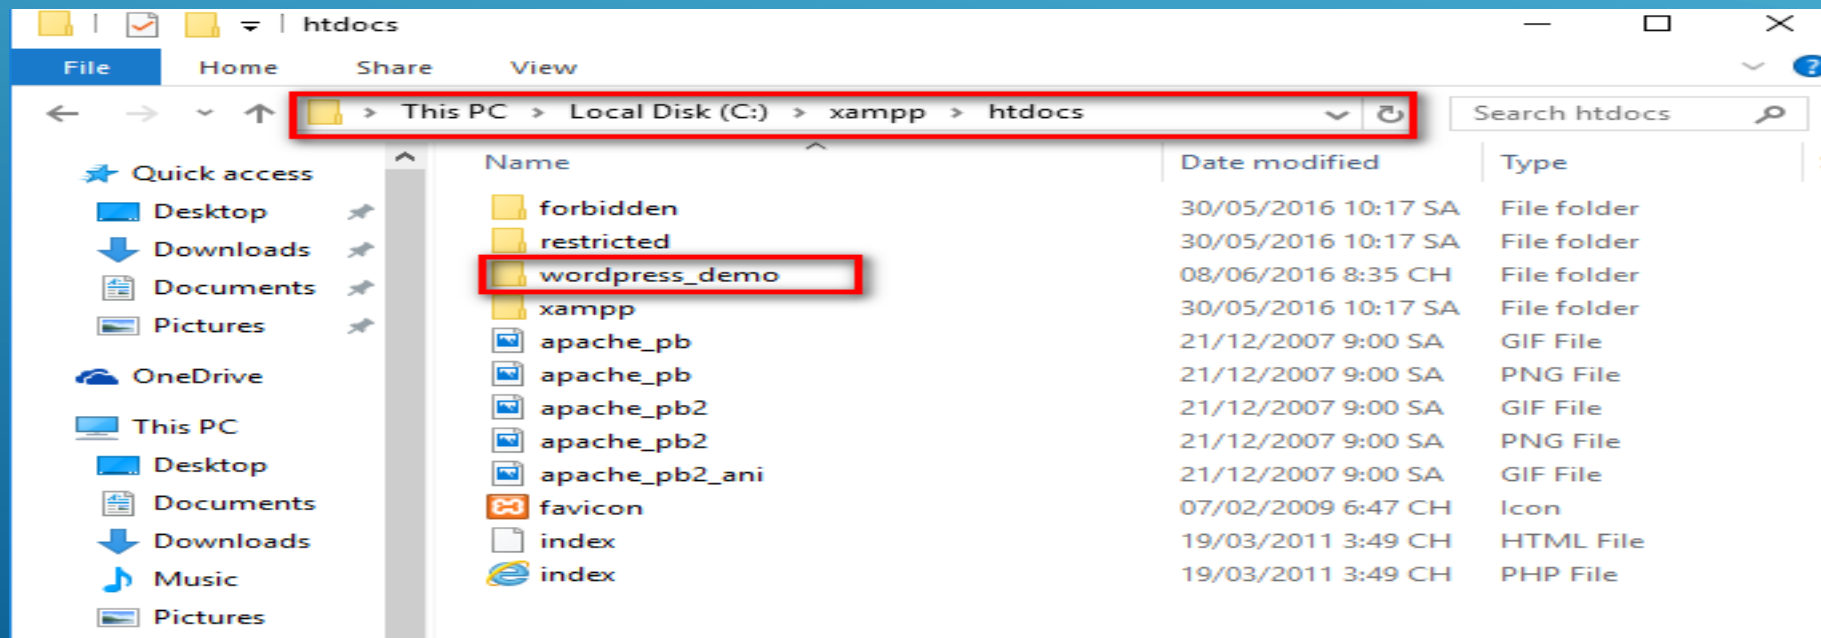 htdocs
File Home Share View
This PC > Local Disk (C:) > xampp > htdocs
Search htdocs
Quick access
Desktop
Downloads
Documents
Pictures
OneDrive
This PC
Desktop
Documents
Downloads
Music
Pictures
Name Date modified Type
forbidden 30/05/2016 10:17 SA File folder
restricted 30/05/2016 10:17 SA File folder
wordpress_demo 08/06/2016 8:35 CH File folder
xampp 30/05/2016 10:17 SA File folder
apache_pb 21/12/2007 9:00 SA GIF File
apache_pb 21/12/2007 9:00 SA PNG File
apache_pb2 21/12/2007 9:00 SA GIF File
apache_pb2 21/12/2007 9:00 SA PNG File
apache_pb2_ani 21/12/2007 9:00 SA GIF File
favicon 07/02/2009 6:47 CH Icon
index 19/03/2011 3:49 CH HTML File
index 19/03/2011 3:49 CH PHP File